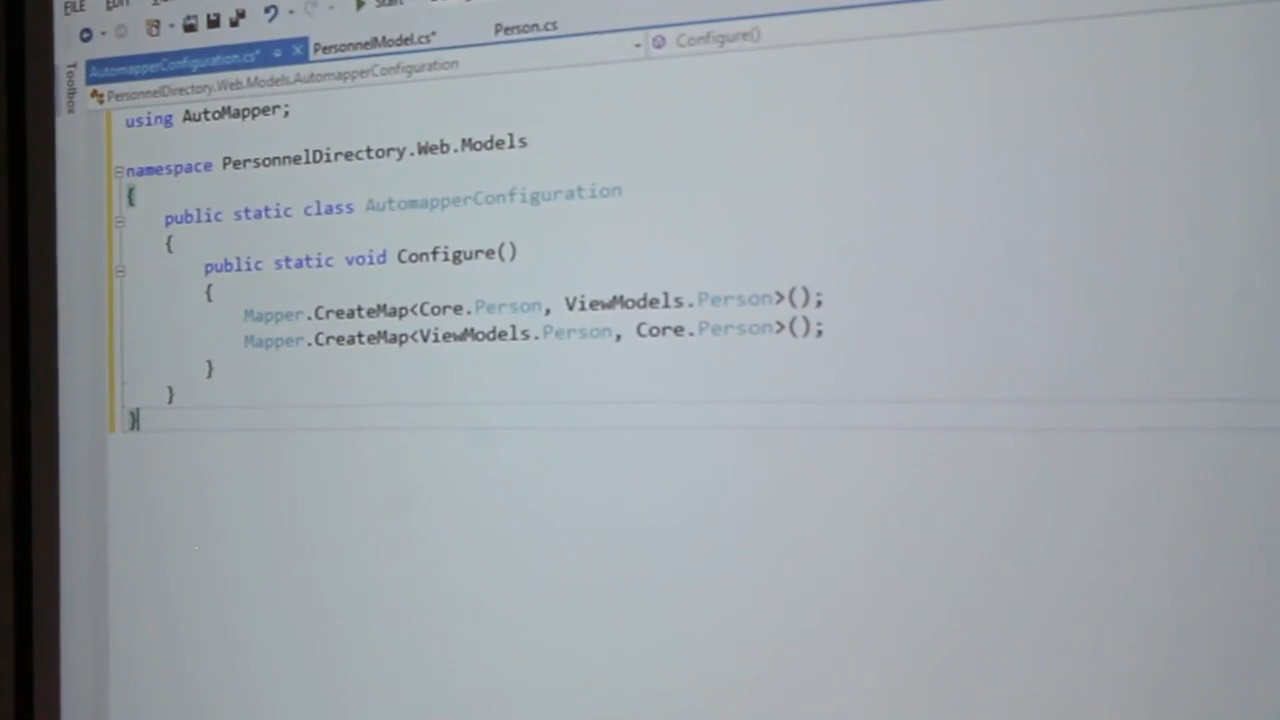 FILE
Start
AutomapperConfiguration.cs* PersonnelModel.cs* Person.cs
PersonnelDirectory.Web.Models.AutomapperConfiguration Configure()
Toolbox
using AutoMapper;
namespace PersonnelDirectory.Web.Models
{
public static class AutomapperConfiguration
{
public static void Configure()
{
Mapper.CreateMap<Core.Person, ViewModels.Person>();
Mapper.CreateMap<ViewModels.Person, Core.Person>();
}
}
}